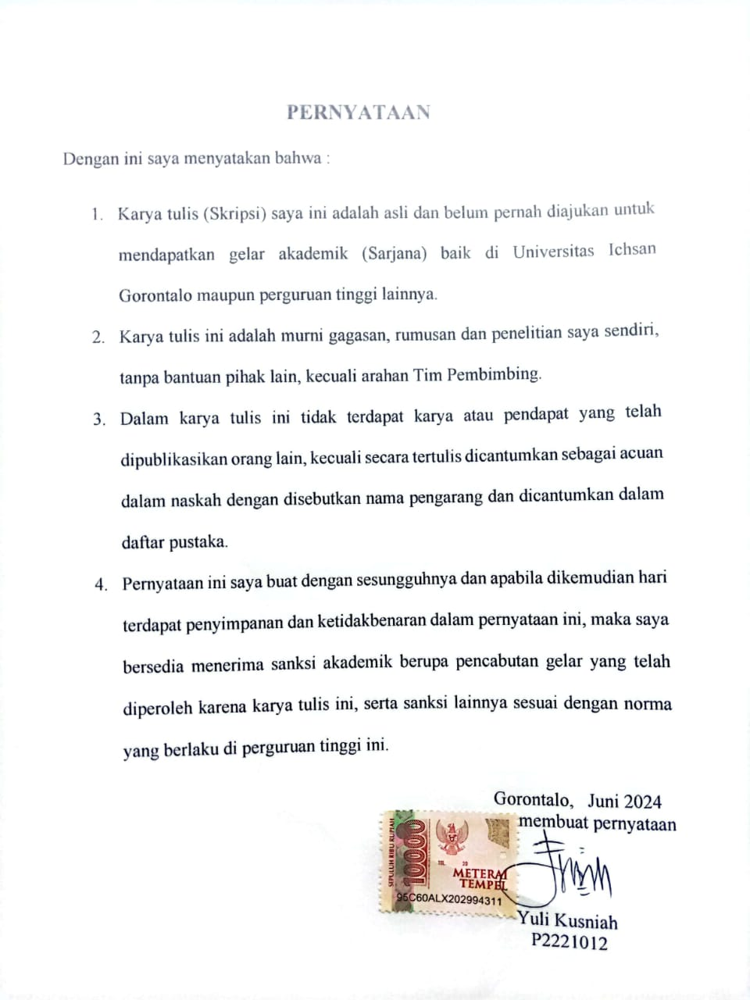 PERNYATAAN
Dengan ini saya menyatakan bahwa :
1. Karya tulis (Skripsi) saya ini adalah asli dan belum pernah diajukan untuk
mendapatkan gelar akademik (Sarjana) baik di Universitas Ichsan
Gorontalo maupun perguruan tinggi lainnya.
2. Karya tulis ini adalah murni gagasan, rumusan dan penelitian saya sendiri,
tanpa bantuan pihak lain, kecuali arahan Tim Pembimbing.
3. Dalam karya tulis ini tidak terdapat karya atau pendapat yang telah
dipublikasikan orang lain, kecuali secara tertulis dicantumkan sebagai acuan
dalam naskah dengan disebutkan nama pengarang dan dicantumkan dalam
daftar pustaka.
4. Pernyataan ini saya buat dengan sesungguhnya dan apabila dikemudian hari
terdapat penyimpanan dan ketidakbenaran dalam pernyataan ini, maka saya
bersedia menerima sanksi akademik berupa pencabutan gelar yang telah
diperoleh karena karya tulis ini, serta sanksi lainnya sesuai dengan norma
yang berlaku di perguruan tinggi ini.
Gorontalo, Juni 2024
membuat pernyataan
SEPULUH RIBU RUPIAH
10000
METERAI
TEMPEL
95C60ALX202994311
Yuli Kusniah
P2221012